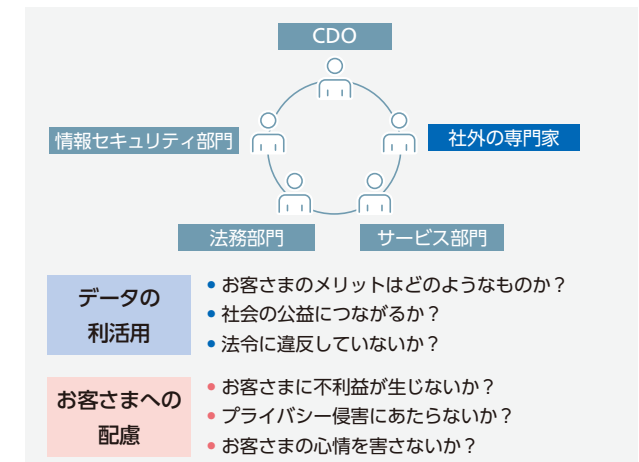 CDO
情報セキュリティ部門
社外の専門家
法務部門
サービス部門
データの
利活用
• お客さまのメリットはどのようなものか？
• 社会の公益につながるか？
• 法令に違反していないか？
お客さまへの
配慮
• お客さまに不利益が生じないか？
• プライバシー侵害にあたらないか？
• お客さまの心情を害さないか？